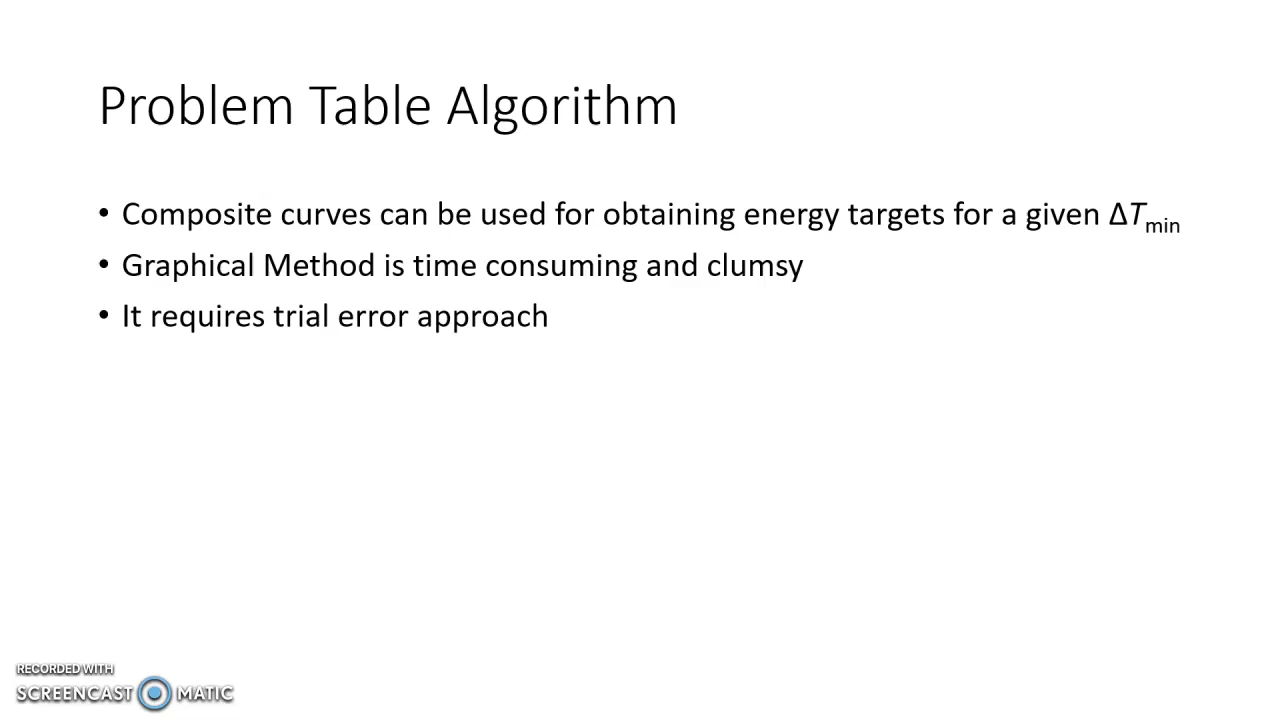 Problem Table Algorithm
• Composite curves can be used for obtaining energy targets for a given ΔTmin
• Graphical Method is time consuming and clumsy
• It requires trial error approach
RECORDED WITH
SCREENCAST MATIC